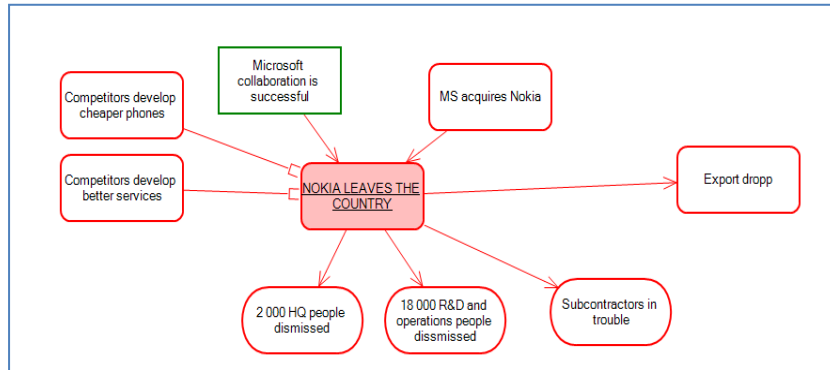 Microsoft
collaboration is
successful
MS acquires Nokia
Competitors develop
cheaper phones
Competitors develop
better services
NOKIA LEAVES THE
COUNTRY
Export dropp
2 000 HQ people
dismissed
18 000 R&D and
operations people
dissmissed
Subcontractors in
trouble